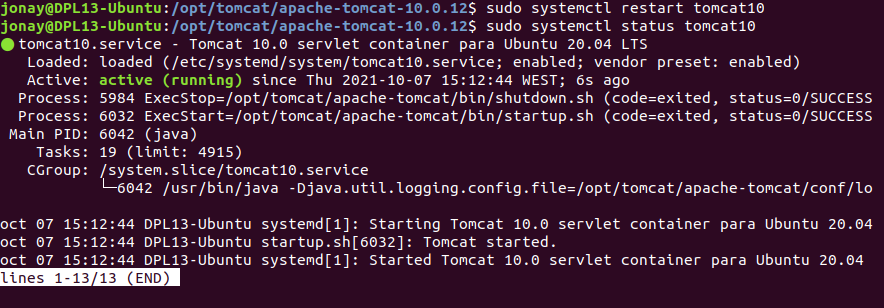 jonay@DPL13-Ubuntu:/opt/tomcat/apache-tomcat-10.0.12$ sudo systemctl restart tomcat10
jonay@DPL13-Ubuntu:/opt/tomcat/apache-tomcat-10.0.12$ sudo systemctl status tomcat10
● tomcat10.service - Tomcat 10.0 servlet container para Ubuntu 20.04 LTS
   Loaded: loaded (/etc/systemd/system/tomcat10.service; enabled; vendor preset: enabled)
   Active: active (running) since Thu 2021-10-07 15:12:44 WEST; 6s ago
  Process: 5984 ExecStop=/opt/tomcat/apache-tomcat/bin/shutdown.sh (code=exited, status=0/SUCCESS
  Process: 6032 ExecStart=/opt/tomcat/apache-tomcat/bin/startup.sh (code=exited, status=0/SUCCESS
 Main PID: 6042 (java)
    Tasks: 19 (limit: 4915)
   CGroup: /system.slice/tomcat10.service
           └─6042 /usr/bin/java -Djava.util.logging.config.file=/opt/tomcat/apache-tomcat/conf/lo
oct 07 15:12:44 DPL13-Ubuntu systemd[1]: Starting Tomcat 10.0 servlet container para Ubuntu 20.04
oct 07 15:12:44 DPL13-Ubuntu startup.sh[6032]: Tomcat started.
oct 07 15:12:44 DPL13-Ubuntu systemd[1]: Started Tomcat 10.0 servlet container para Ubuntu 20.04
lines 1-13/13 (END)